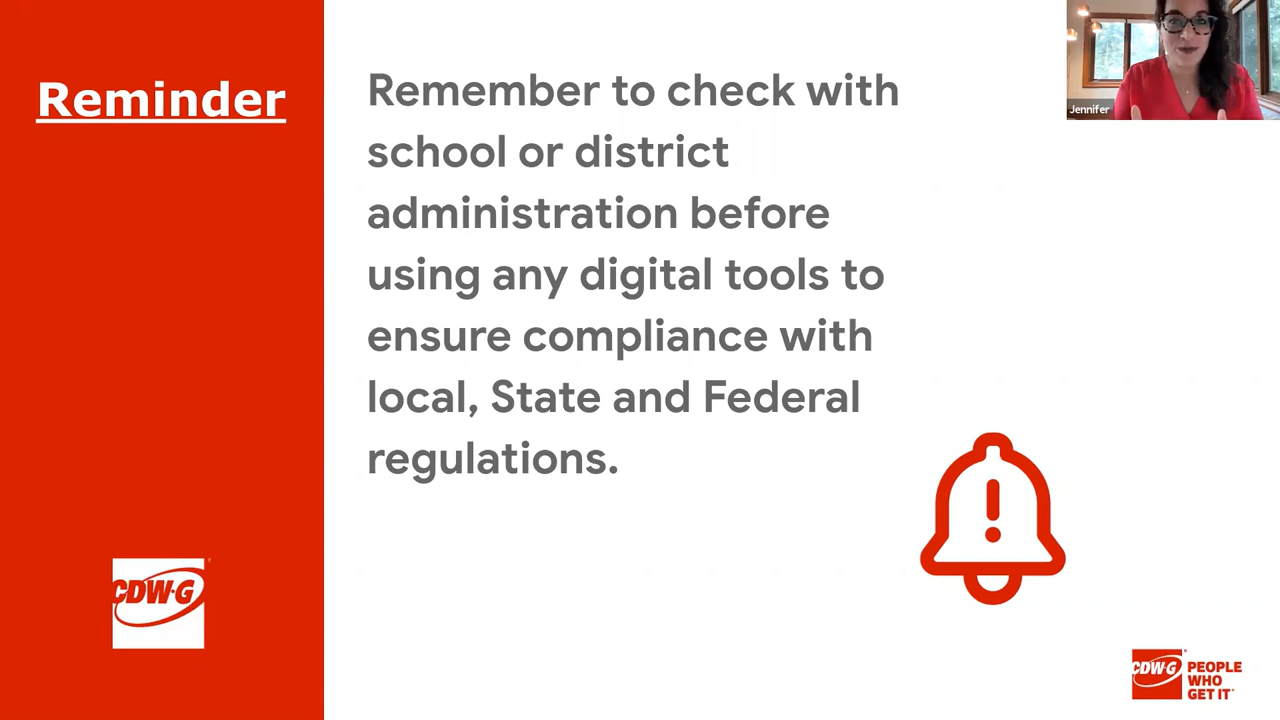 Reminder
Remember to check with
school or district
administration before
using any digital tools to
ensure compliance with
local, State and Federal
regulations.
Jennifer
CDW·G
CDW·G
PEOPLE
WHO
GET IT